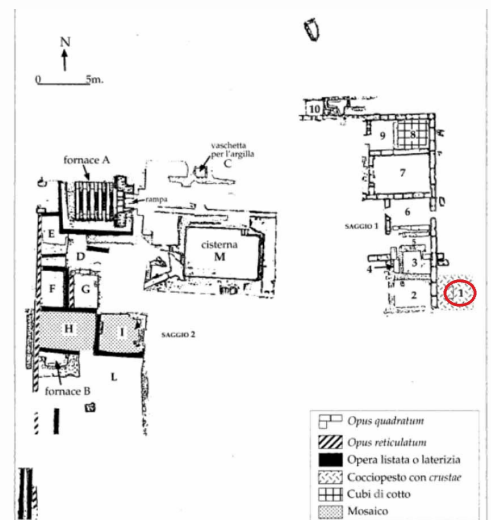 N
0 5m.
10
9 8
7
6
SAGGIO 1
5
4 3
2 1
vaschetta
per l'argilla
C
fornace A
rampa
E
D
cisterna
M
F G
H I
SAGGIO 2
L
fornace B
Opus quadratum
Opus reticulatum
Opera listata o laterizia
Cocciopesto con crustae
Cubi di cotto
Mosaico